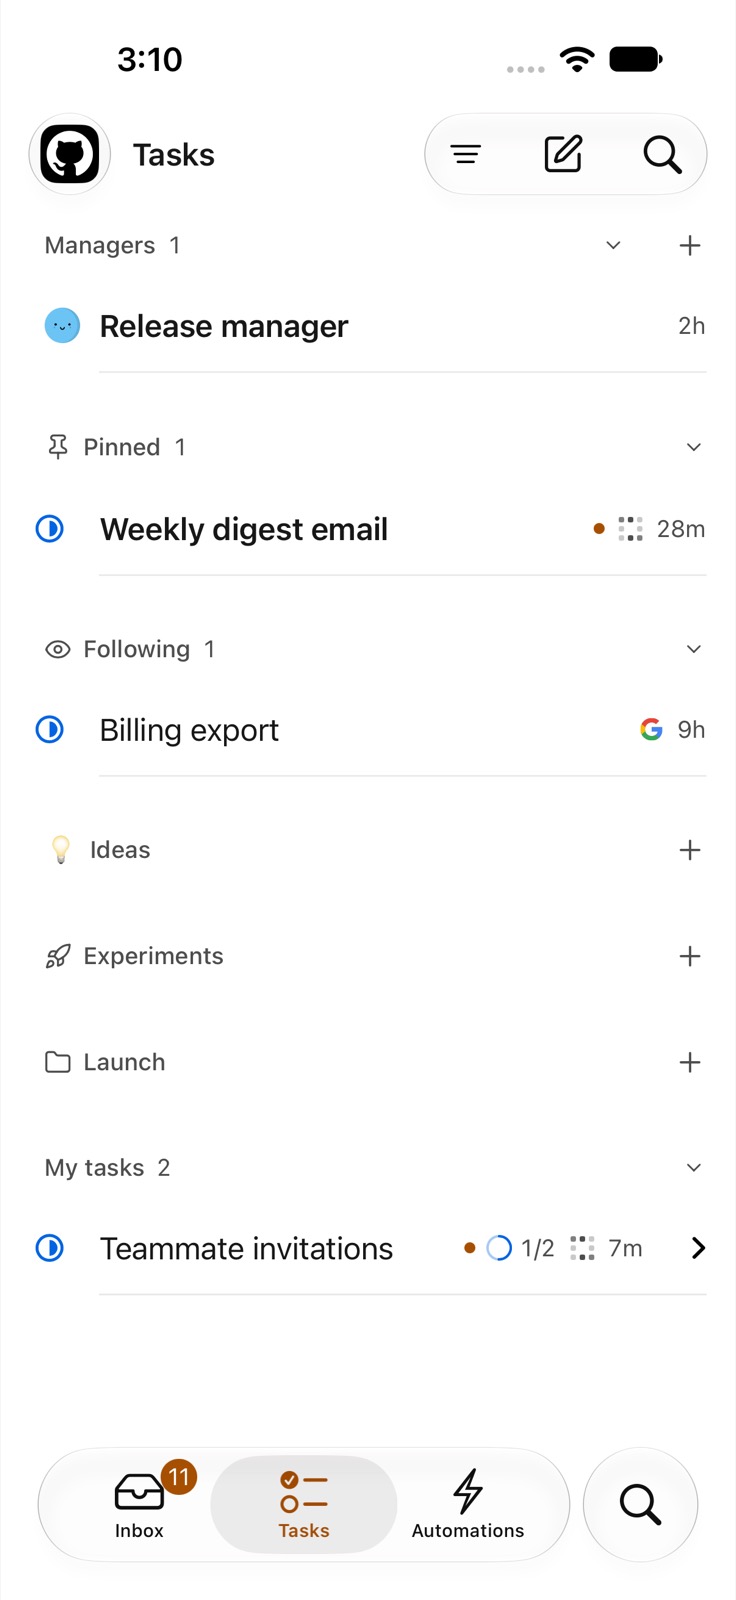 3:10
Tasks
Managers 1
Release manager 2h
Pinned 1
Weekly digest email 28m
Following 1
Billing export 9h
Ideas
Experiments
Launch
My tasks 2
Teammate invitations 1/2 7m
11
Inbox Tasks Automations